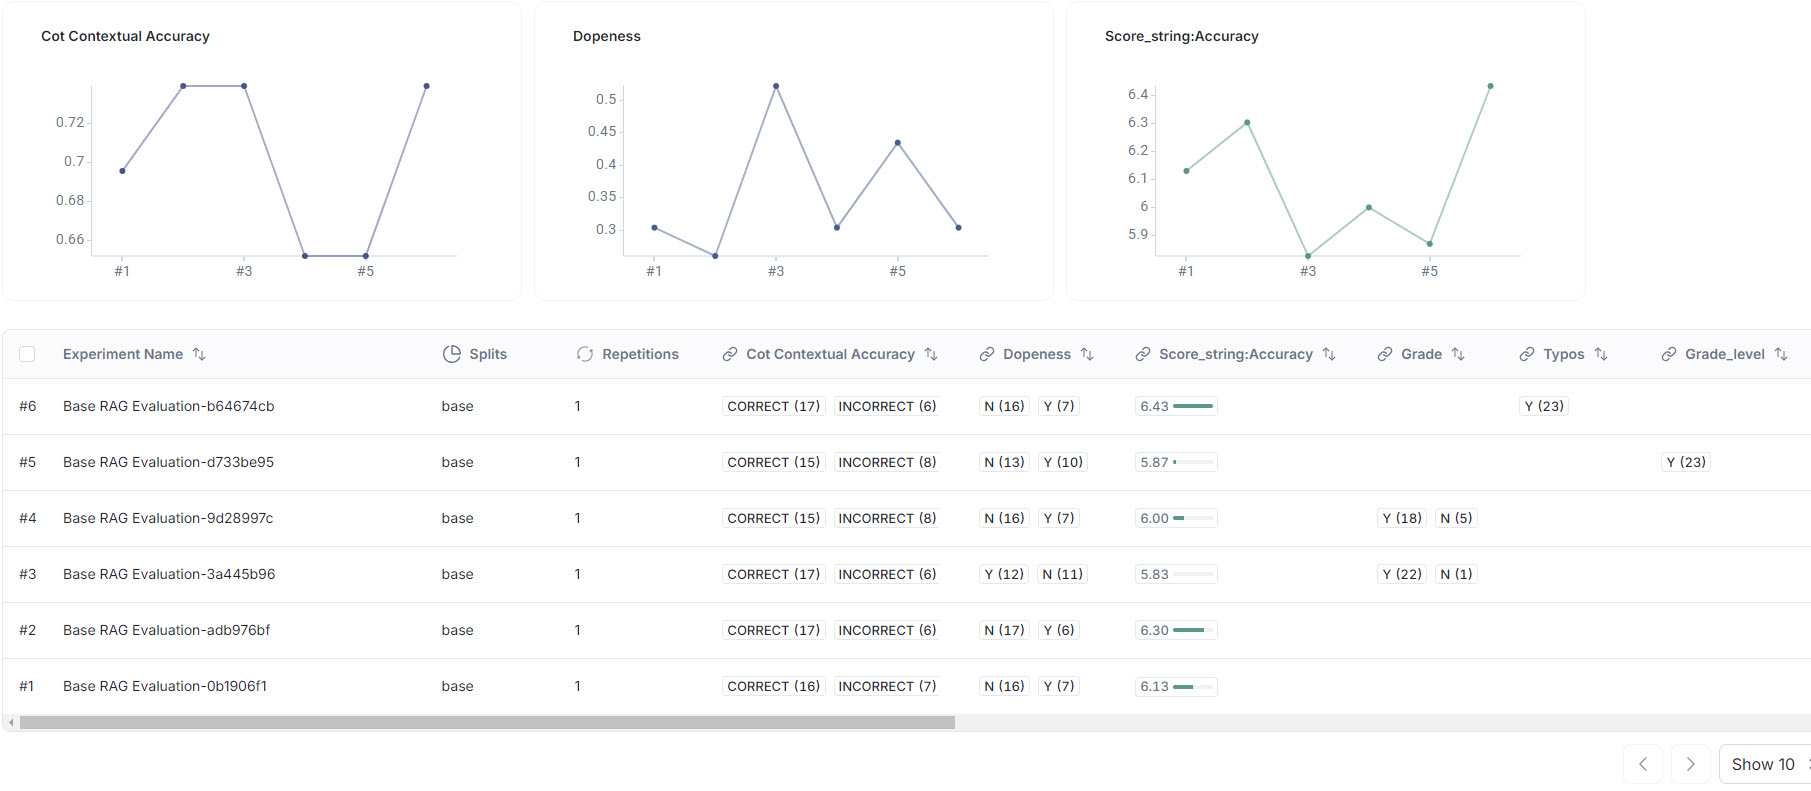 Cot Contextual Accuracy
0.72
0.7
0.68
0.66
#1 #3 #5
Dopeness
0.5
0.45
0.4
0.35
0.3
#1 #3 #5
Score_string:Accuracy
6.4
6.3
6.2
6.1
6
5.9
#1 #3 #5
Experiment Name Splits Repetitions Cot Contextual Accuracy Dopeness Score_string:Accuracy Grade Typos Grade_level
#6 Base RAG Evaluation-b64674cb base 1 CORRECT (17) INCORRECT (6) N (16) Y (7) 6.43 Y (23)
#5 Base RAG Evaluation-d733be95 base 1 CORRECT (15) INCORRECT (8) N (13) Y (10) 5.87 Y (23)
#4 Base RAG Evaluation-9d28997c base 1 CORRECT (15) INCORRECT (8) N (16) Y (7) 6.00 Y (18) N (5)
#3 Base RAG Evaluation-3a445b96 base 1 CORRECT (17) INCORRECT (6) Y (12) N (11) 5.83 Y (22) N (1)
#2 Base RAG Evaluation-adb976bf base 1 CORRECT (17) INCORRECT (6) N (17) Y (6) 6.30
#1 Base RAG Evaluation-0b1906f1 base 1 CORRECT (16) INCORRECT (7) N (16) Y (7) 6.13
Show 10